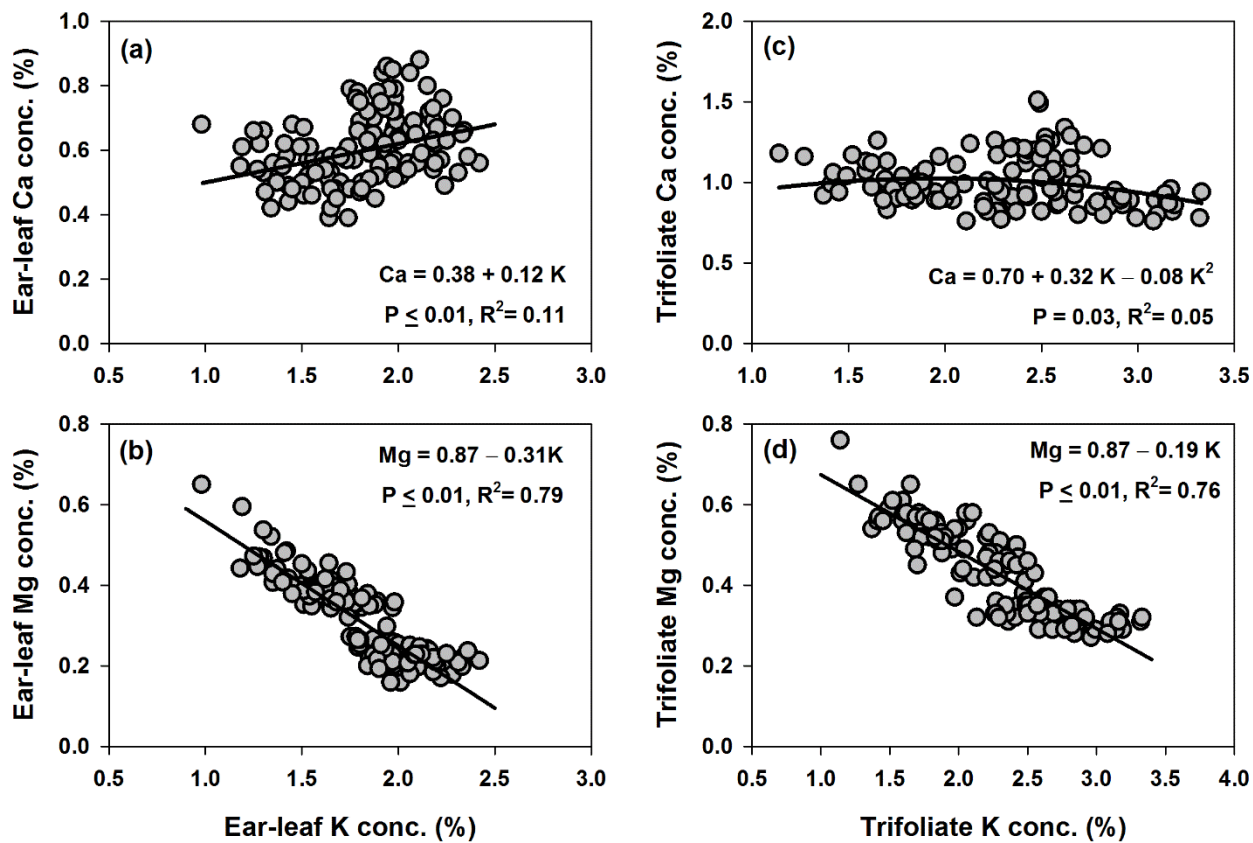 (a)
Ear-leaf Ca conc. (%)
1.0
0.8
0.6
0.4
0.2
0.0
Ca = 0.38 + 0.12 K
P ≤ 0.01, R²= 0.11
0.5 1.0 1.5 2.0 2.5 3.0
(c)
Trifoliate Ca conc. (%)
2.0
1.5
1.0
0.5
0.0
Ca = 0.70 + 0.32 K – 0.08 K²
P = 0.03, R²= 0.05
0.5 1.0 1.5 2.0 2.5 3.0 3.5
(b)
Ear-leaf Mg conc. (%)
0.8
0.6
0.4
0.2
0.0
Mg = 0.87 – 0.31K
P ≤ 0.01, R²= 0.79
0.5 1.0 1.5 2.0 2.5 3.0
Ear-leaf K conc. (%)
(d)
Trifoliate Mg conc. (%)
0.8
0.6
0.4
0.2
0.0
Mg = 0.87 – 0.19 K
P ≤ 0.01, R²= 0.76
0.5 1.0 1.5 2.0 2.5 3.0 3.5 4.0
Trifoliate K conc. (%)